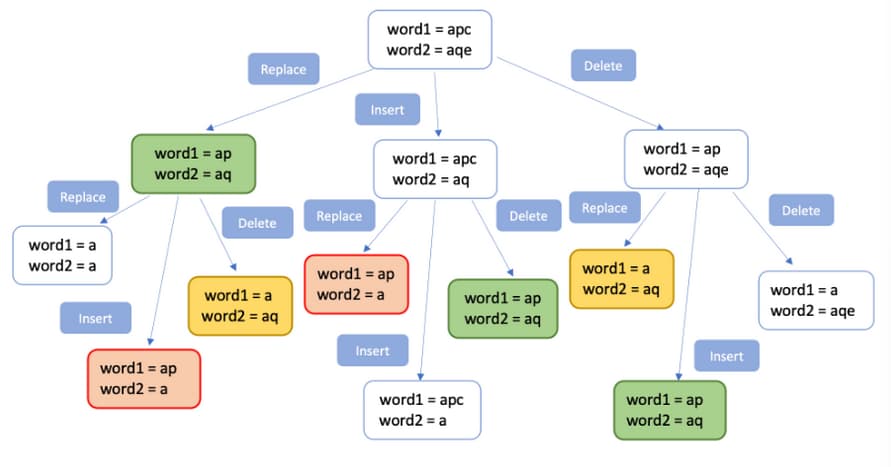 word1 = apc
word2 = aqe
Replace
Insert
Delete
word1 = ap
word2 = aq
word1 = apc
word2 = aq
word1 = ap
word2 = aqe
Replace
Delete
Replace
Delete
Replace
Delete
word1 = a
word2 = a
word1 = a
word2 = aq
word1 = ap
word2 = a
word1 = ap
word2 = aq
word1 = a
word2 = aq
word1 = a
word2 = aqe
Insert
Insert
Insert
word1 = ap
word2 = a
word1 = apc
word2 = a
word1 = ap
word2 = aq